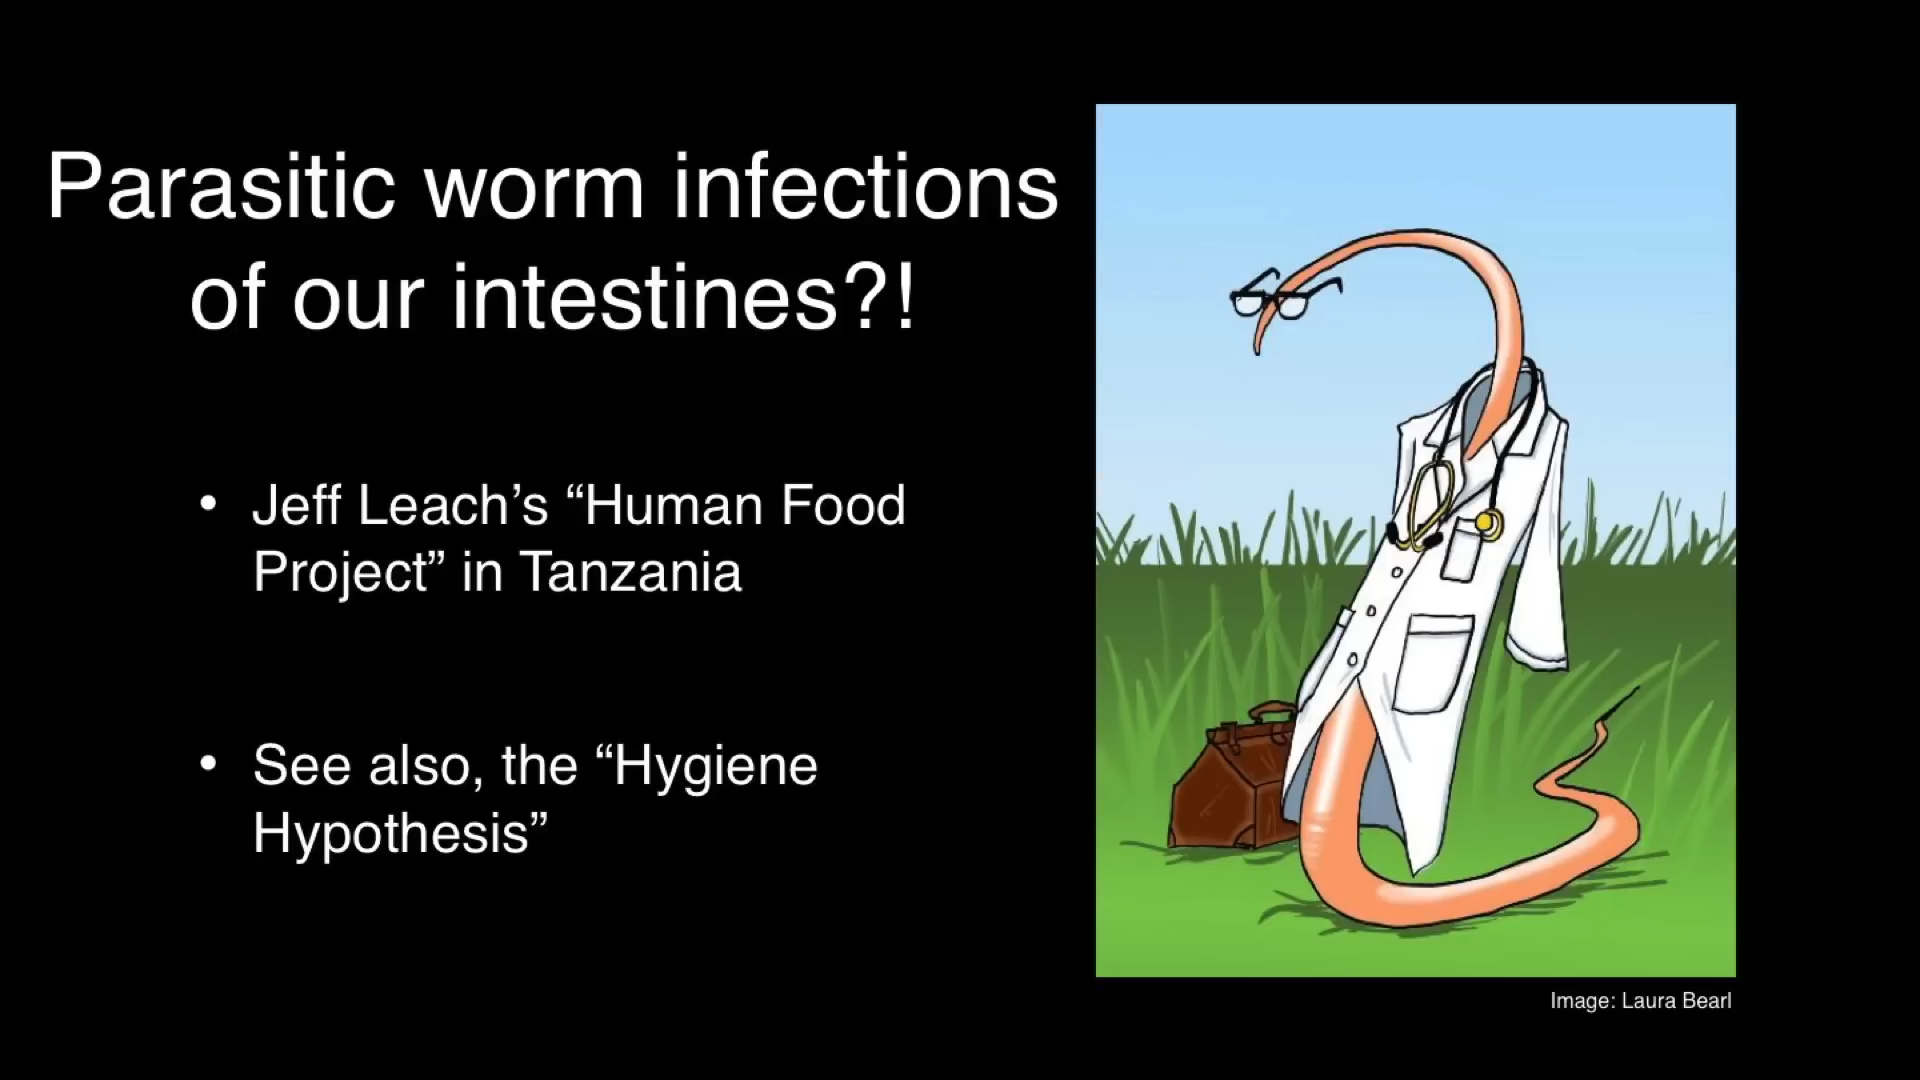 Parasitic worm infections
of our intestines?!
• Jeff Leach’s “Human Food
Project” in Tanzania
• See also, the “Hygiene
Hypothesis”
Image: Laura Bearl